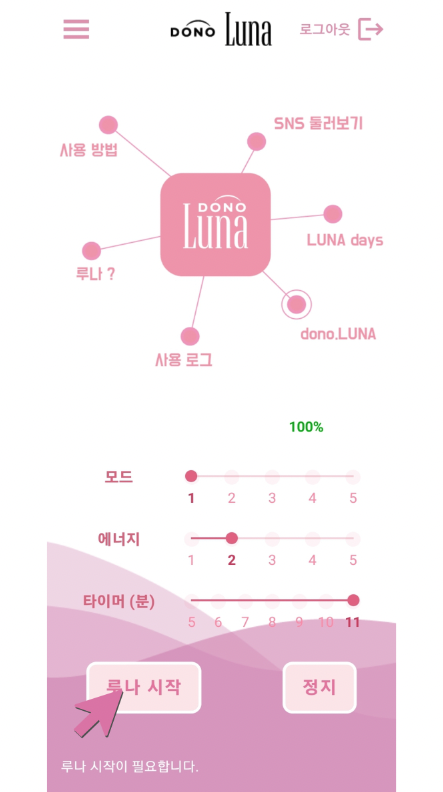 DONO Luna
로그아웃
SNS 둘러보기
사용 방법
DONO
Luna
LUNA days
루나 ?
dono.LUNA
사용 로그
100%
모드
1 2 3 4 5
에너지
1 2 3 4 5
타이머 (분)
5 6 7 8 9 10 11
루나 시작
정지
루나 시작이 필요합니다.